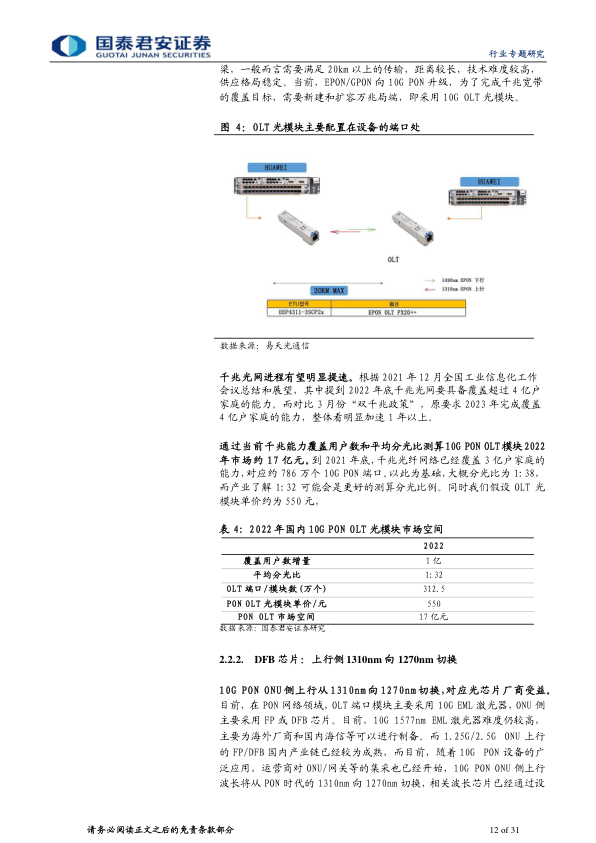 国泰君安证券
GUOTAI JUNAN SECURITIES
行业专题研究
梁，一般而言需要满足 20km 以上的传输，距离较长，技术难度较高，
供应格局稳定。当前，EPON/GPON 向 10G PON 升级，为了完成千兆宽带
的覆盖目标，需要新建和扩容万兆局端，即采用 10G OLT 光模块。
图 4：OLT 光模块主要配置在设备的端口处
HUAWEI
HUAWEI
OLT
1490nm EPON 下行
20KM MAX
1310nm EPON 上行
ETU型号 描述
EEP4311-3SCP2x EPON OLT PX20++
数据来源：易天光通信
千兆光网进程有望明显提速。根据 2021 年 12 月全国工业信息化工作
会议总结和展望，其中提到 2022 年底千兆光网要具备覆盖超过 4 亿户
家庭的能力。而对比 3 月份“双千兆政策”，原要求 2023 年完成覆盖
4 亿户家庭的能力，整体看明显加速 1 年以上。
通过当前千兆能力覆盖用户数和平均分光比测算 10G PON OLT 模块 2022
年市场约 17 亿元。到 2021 年底，千兆光纤网络已经覆盖 3 亿户家庭的
能力，对应约 786 万个 10G PON 端口。以此为基础，大概分光比为 1:38，
而产业了解 1:32 可能会是更好的测算分光比例。同时我们假设 OLT 光
模块单价约为 550 元，
表 4：2022 年国内 10G PON OLT 光模块市场空间
2022
覆盖用户数增量 1 亿
平均分光比 1:32
OLT 端口/模块数(万个) 312.5
PON OLT 光模块单价/元 550
PON OLT 市场空间 17 亿元
数据来源：国泰君安证券研究
2.2.2. DFB 芯片：上行侧 1310nm 向 1270nm 切换
10G PON ONU 侧上行从 1310nm 向 1270nm 切换，对应光芯片厂商受益。
目前，在 PON 网络领域，OLT 端口模块主要采用 10G EML 激光器，ONU 侧
主要采用 FP 或 DFB 芯片。目前，10G 1577nm EML 激光器难度仍较高，
主要为海外厂商和国内海信等可以进行制备。而 1.25G/2.5G ONU 上行
的 FP/DFB 国内产业链已经较为成熟，而目前，随着 10G PON 设备的广
泛应用，运营商对 ONU/网关等的集采也已经开始，10G PON ONU 侧上行
波长将从 PON 时代的 1310nm 向 1270nm 切换，相关波长芯片已经通过设
请务必阅读正文之后的免责条款部分
12 of 31